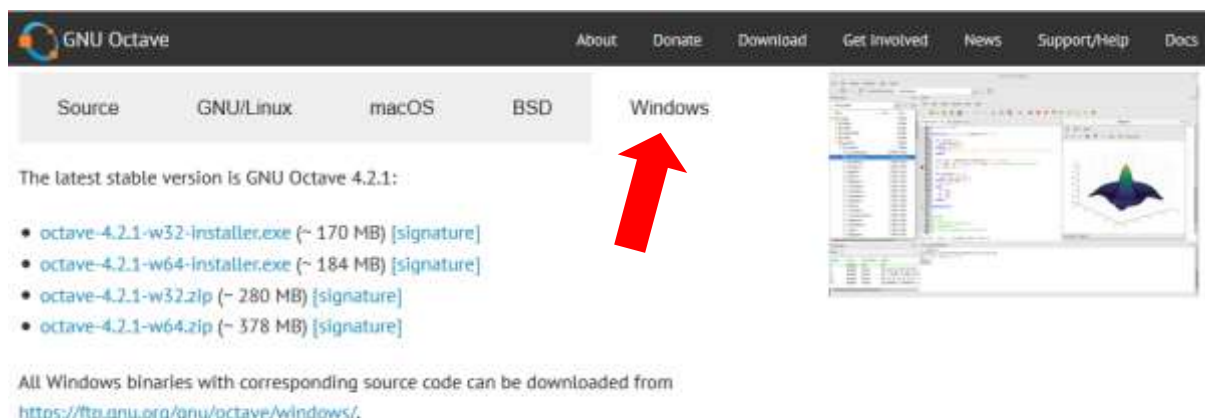 GNU Octave About Donate Download Get Involved News Support/Help Docs
Source GNU/Linux macOS BSD Windows
The latest stable version is GNU Octave 4.2.1:
• octave-4.2.1-w32-installer.exe (~ 170 MB) [signature]
• octave-4.2.1-w64-installer.exe (~ 184 MB) [signature]
• octave-4.2.1-w32.zip (~ 280 MB) [signature]
• octave-4.2.1-w64.zip (~ 378 MB) [signature]
All Windows binaries with corresponding source code can be downloaded from
https://ftp.gnu.org/gnu/octave/windows/.